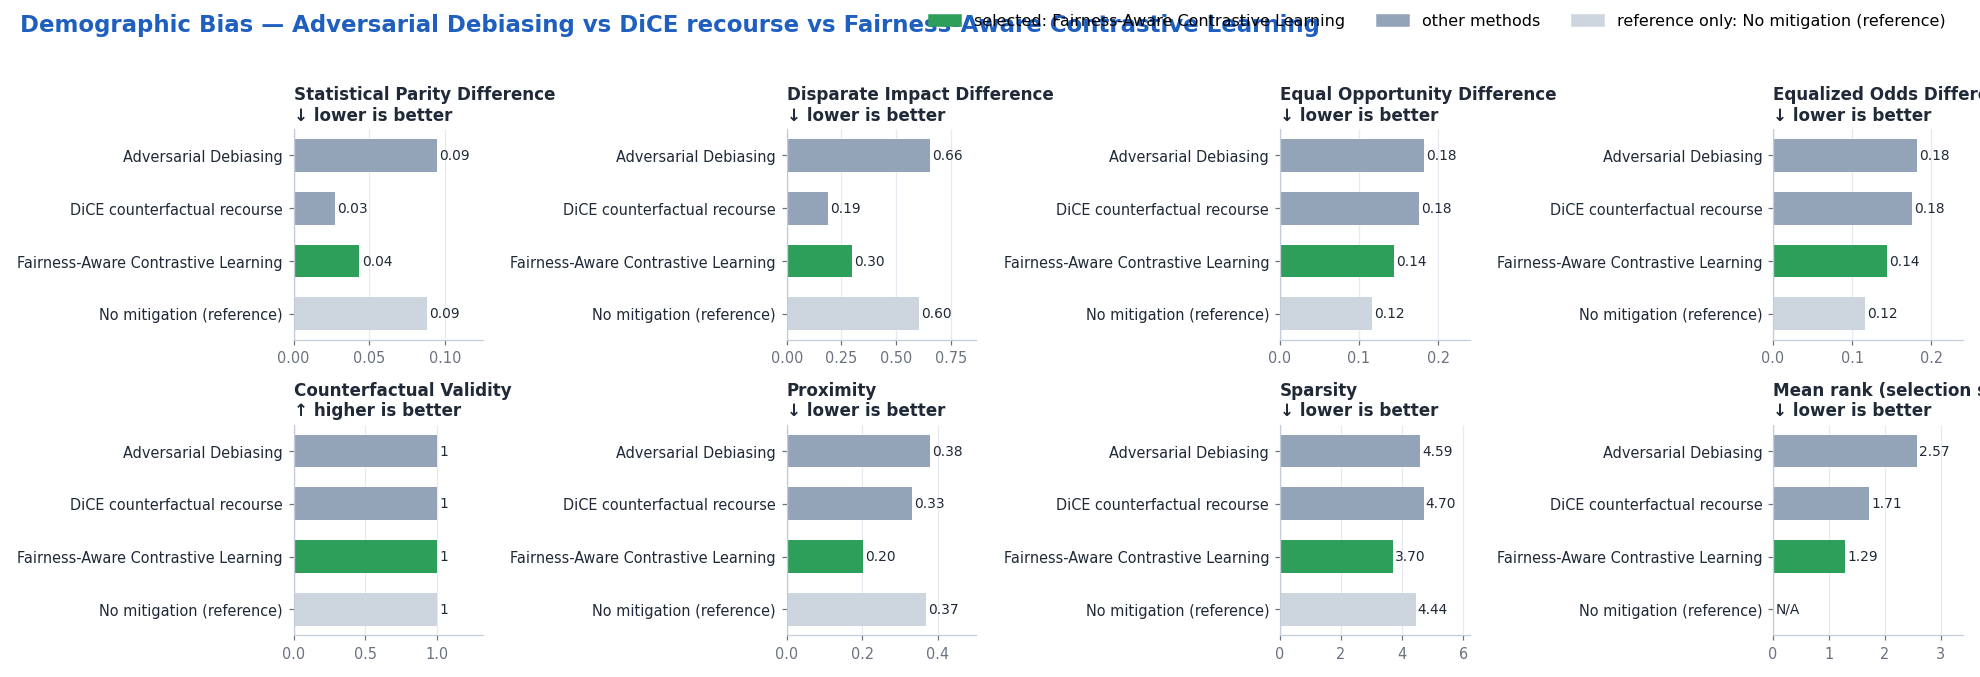 Demographic Bias — Adversarial Debiasing vs DiCE recourse vs Fairness-Aware Contrastive Learning
selected: Fairness-Aware Contrastive Learning
other methods
reference only: No mitigation (reference)
Statistical Parity Difference
↓ lower is better
Adversarial Debiasing
0.09
DiCE counterfactual recourse
0.03
Fairness-Aware Contrastive Learning
0.04
No mitigation (reference)
0.09
0.00 0.05 0.10
Disparate Impact Difference
↓ lower is better
Adversarial Debiasing
0.66
DiCE counterfactual recourse
0.19
Fairness-Aware Contrastive Learning
0.30
No mitigation (reference)
0.60
0.00 0.25 0.50 0.75
Equal Opportunity Difference
↓ lower is better
Adversarial Debiasing
0.18
DiCE counterfactual recourse
0.18
Fairness-Aware Contrastive Learning
0.14
No mitigation (reference)
0.12
0.0 0.1 0.2
Equalized Odds Differe
↓ lower is better
Adversarial Debiasing
0.18
DiCE counterfactual recourse
0.18
Fairness-Aware Contrastive Learning
0.14
No mitigation (reference)
0.12
0.0 0.1 0.2
Counterfactual Validity
↑ higher is better
Adversarial Debiasing
1
DiCE counterfactual recourse
1
Fairness-Aware Contrastive Learning
1
No mitigation (reference)
1
0.0 0.5 1.0
Proximity
↓ lower is better
Adversarial Debiasing
0.38
DiCE counterfactual recourse
0.33
Fairness-Aware Contrastive Learning
0.20
No mitigation (reference)
0.37
0.0 0.2 0.4
Sparsity
↓ lower is better
Adversarial Debiasing
4.59
DiCE counterfactual recourse
4.70
Fairness-Aware Contrastive Learning
3.70
No mitigation (reference)
4.44
0 2 4 6
Mean rank (selection s
↓ lower is better
Adversarial Debiasing
2.57
DiCE counterfactual recourse
1.71
Fairness-Aware Contrastive Learning
1.29
No mitigation (reference)
N/A
0 1 2 3